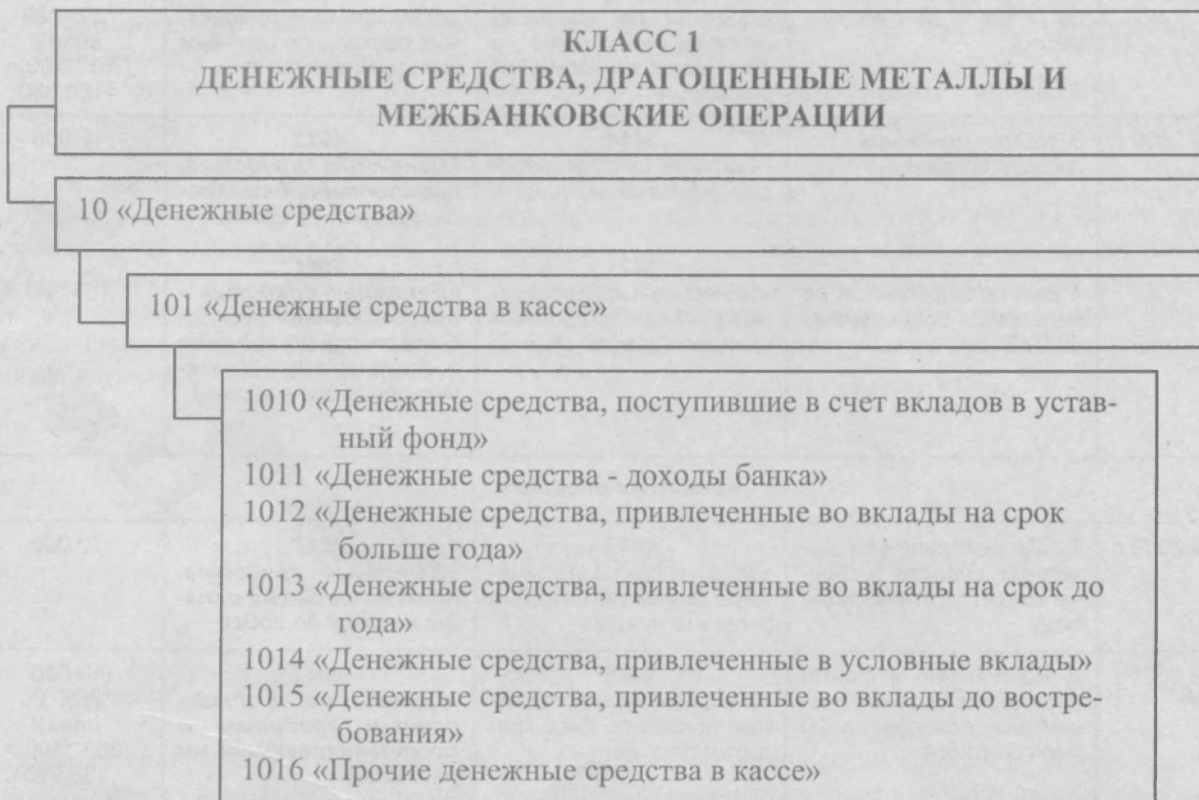 КЛАСС 1
ДЕНЕЖНЫЕ СРЕДСТВА, ДРАГОЦЕННЫЕ МЕТАЛЛЫ И
МЕЖБАНКОВСКИЕ ОПЕРАЦИИ
10 «Денежные средства»
101 «Денежные средства в кассе»
1010 «Денежные средства, поступившие в счет вкладов в устав-
ный фонд»
1011 «Денежные средства - доходы банка»
1012 «Денежные средства, привлеченные во вклады на срок
больше года»
1013 «Денежные средства, привлеченные во вклады на срок до
года»
1014 «Денежные средства, привлеченные в условные вклады»
1015 «Денежные средства, привлеченные во вклады до востре-
бования»
1016 «Прочие денежные средства в кассе»